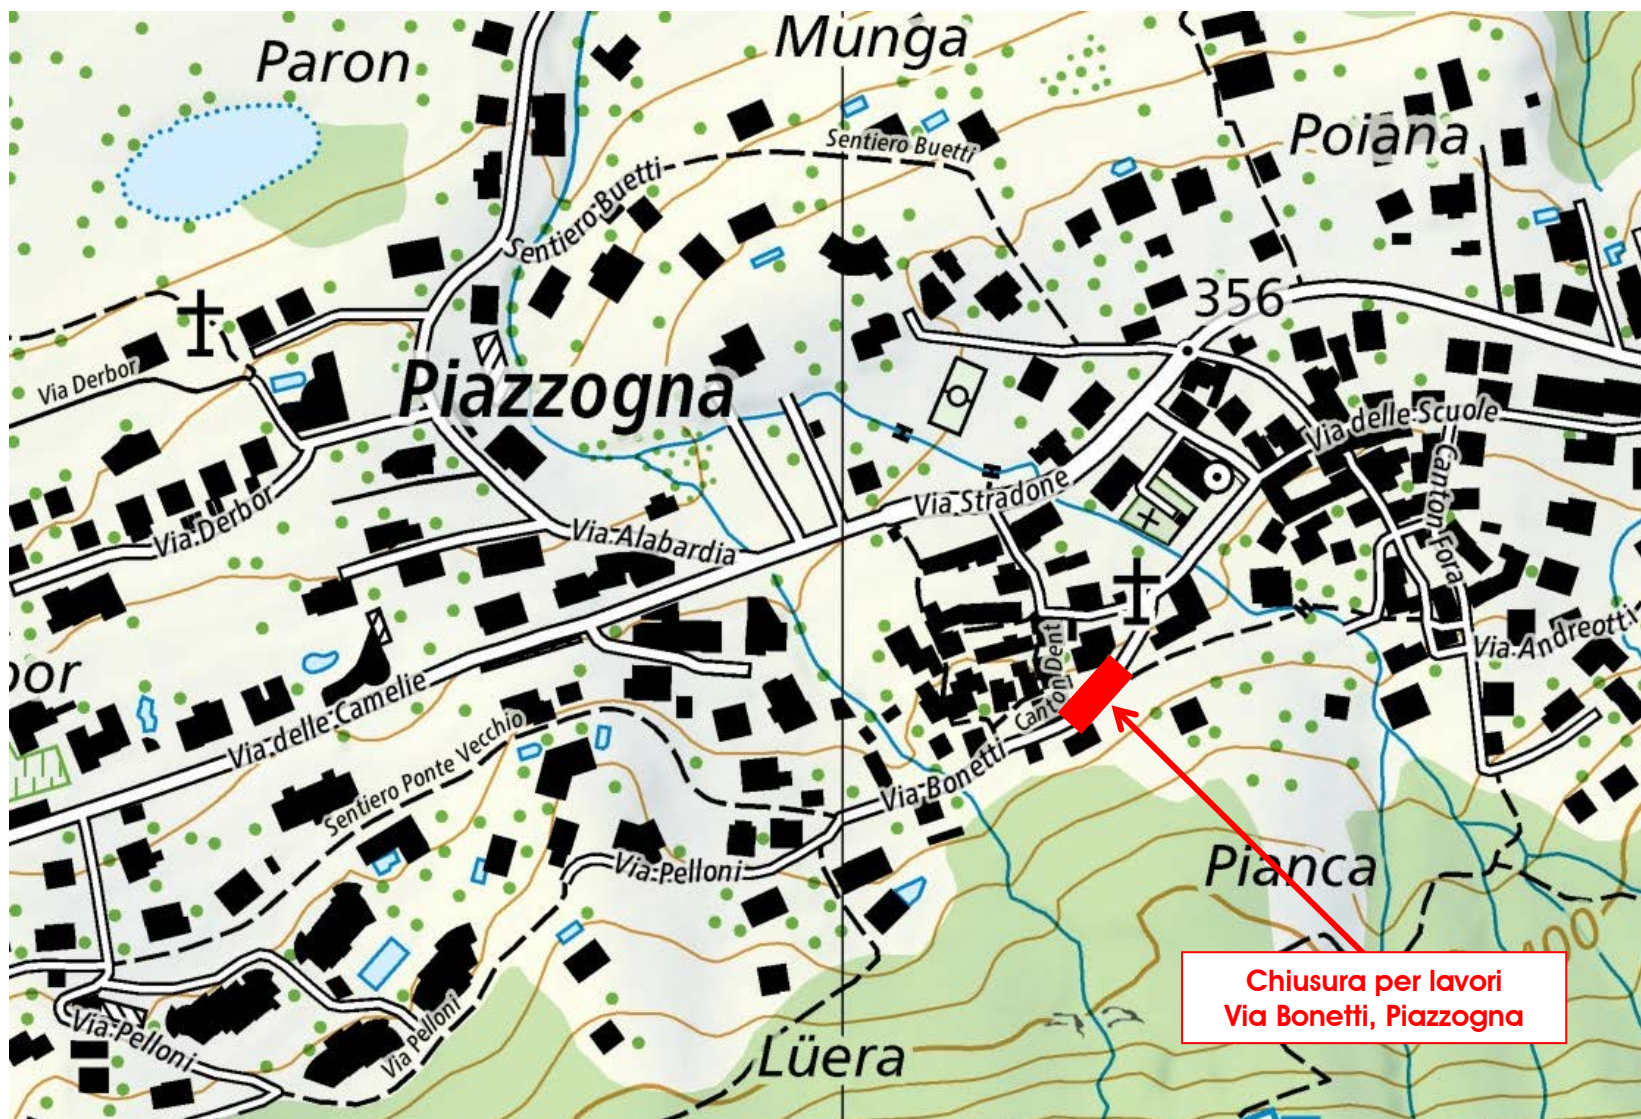 Munga
Paron
Poiana
Sentiero Buetti
Sentiero Buetti
356
Via Derbor
Piazzogna
Via delle Scuole
Canton Fora
Via Stradone
Via Derbor
Via Alabardia
Via Andreotti
Canton Dent
bor
Via delle Camelie
Sentiero Ponte Vecchio
Via Bonetti
Via Pelloni
Pianca
400
Chiusura per lavori
Via Bonetti, Piazzogna
Via Pelloni
Via Pelloni
Lüera